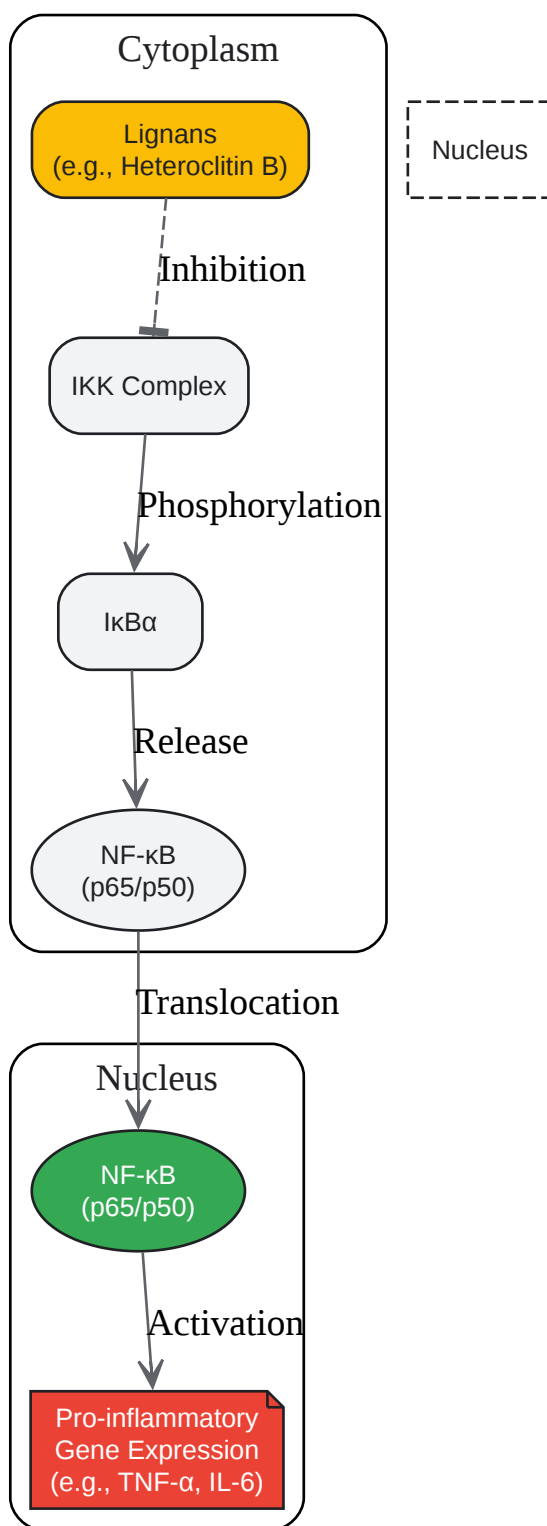 Cytoplasm
Lignans
(e.g., Heteroclitin B)
Nucleus
Inhibition
IKK Complex
Phosphorylation
IκBα
Release
NF-κB
(p65/p50)
Translocation
Nucleus
NF-κB
(p65/p50)
Activation
Pro-inflammatory
Gene Expression
(e.g., TNF-α, IL-6)